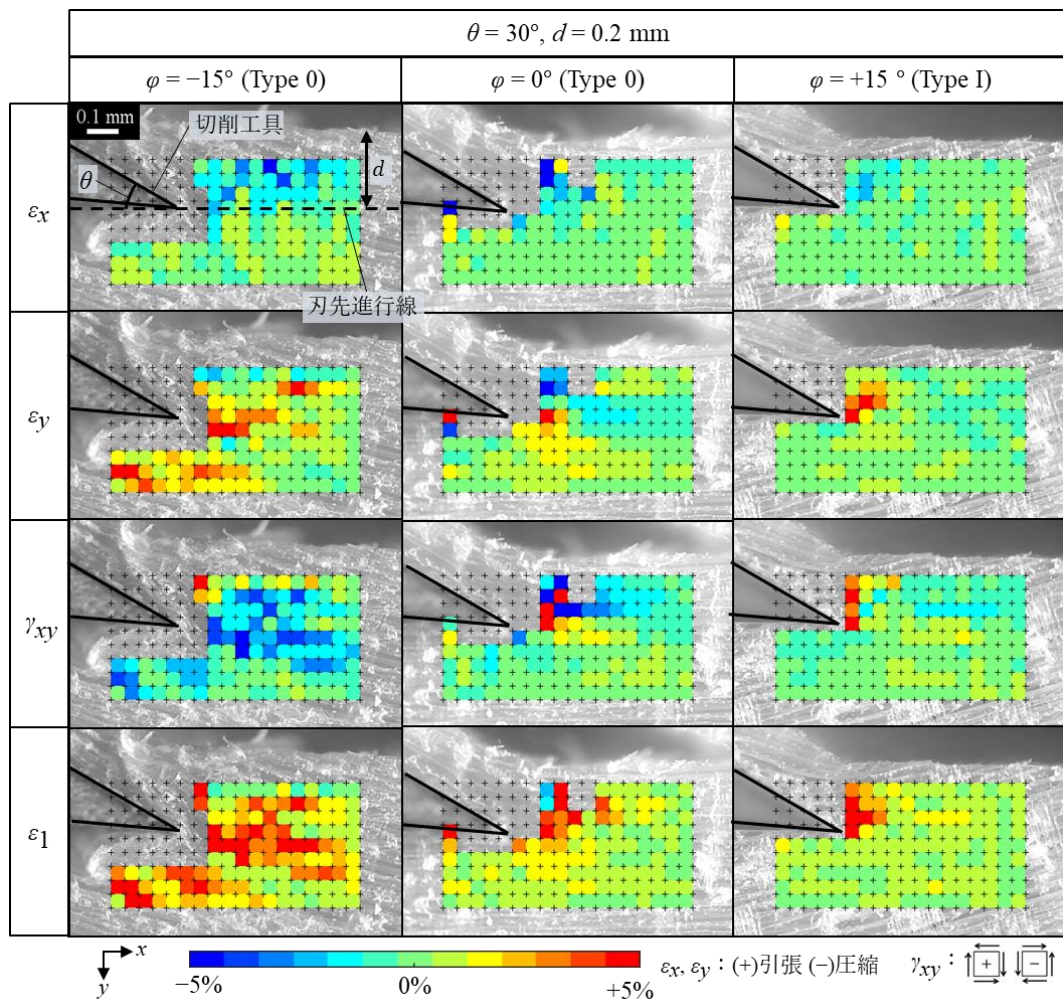 θ = 30°, d = 0.2 mm
φ = −15° (Type 0)
φ = 0° (Type 0)
φ = +15 ° (Type I)
0.1 mm
切削工具
θ
d
刃先進行線
εx
εy
γxy
ε1
x
y
−5%
0%
+5%
εx, εy：(+)引張 (−)圧縮
γxy：
+
−